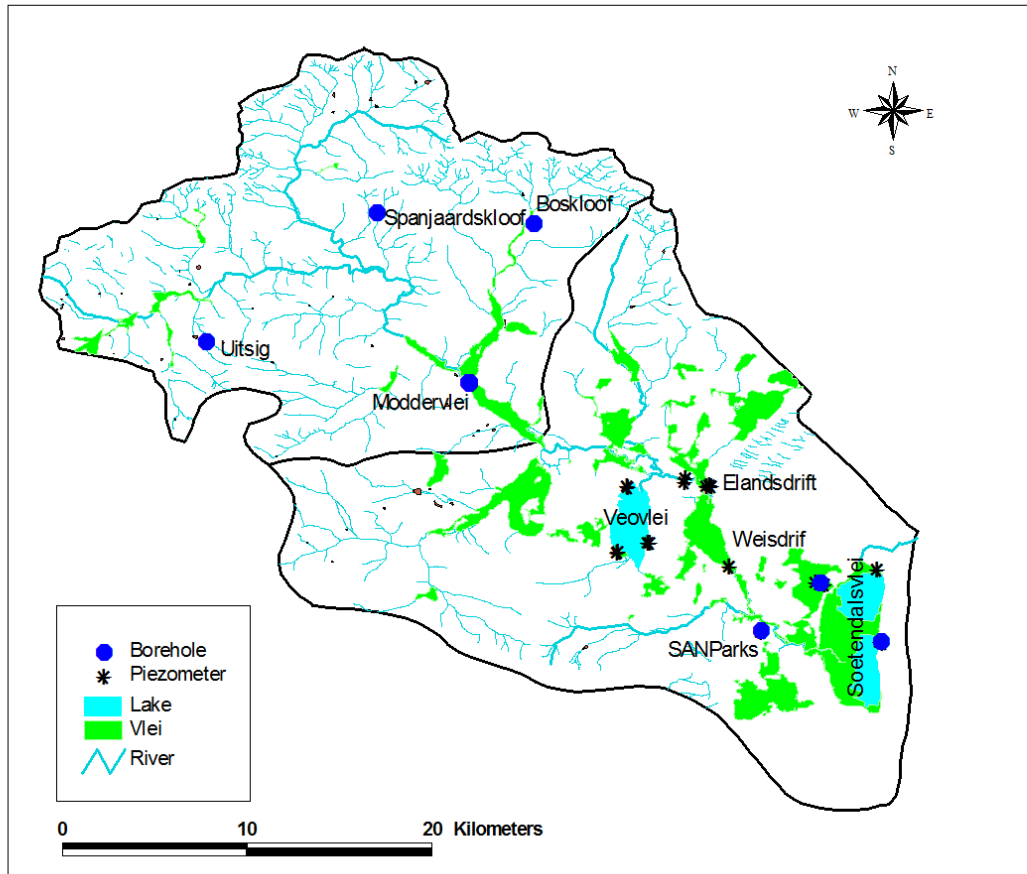 N
W E
S
Boskloof
Spanjaardskloof
Uitsig
Moddervlei
Elandsdrift
Veovlei
Weisdrif
Soetendalsvlei
SANParks
Borehole
Piezometer
Lake
Vlei
River
0 10 20 Kilometers